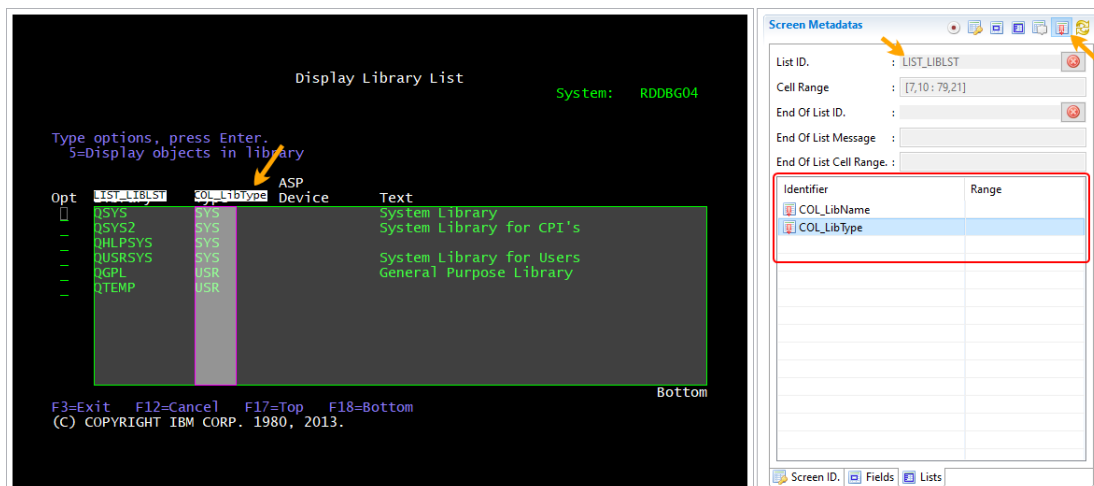 Display Library List
System: RDDBGO4
Type options, press Enter.
5=Display objects in library
ASP
Opt LIST_LIBLST COL_LibType Device Text
QSYS SYS System Library
QSYS2 SYS System Library for CPI's
QHLPSYS SYS
QUSRSYS SYS System Library for Users
QGPL USR General Purpose Library
QTEMP USR
Bottom
F3=Exit F12=Cancel F17=Top F18=Bottom
(C) COPYRIGHT IBM CORP. 1980, 2013.
Screen Metadatas
List ID. : LIST_LIBLST
Cell Range : [7,10 : 79,21]
End Of List ID. :
End Of List Message :
End Of List Cell Range. :
Identifier Range
COL_LibName
COL_LibType
Screen ID. Fields Lists